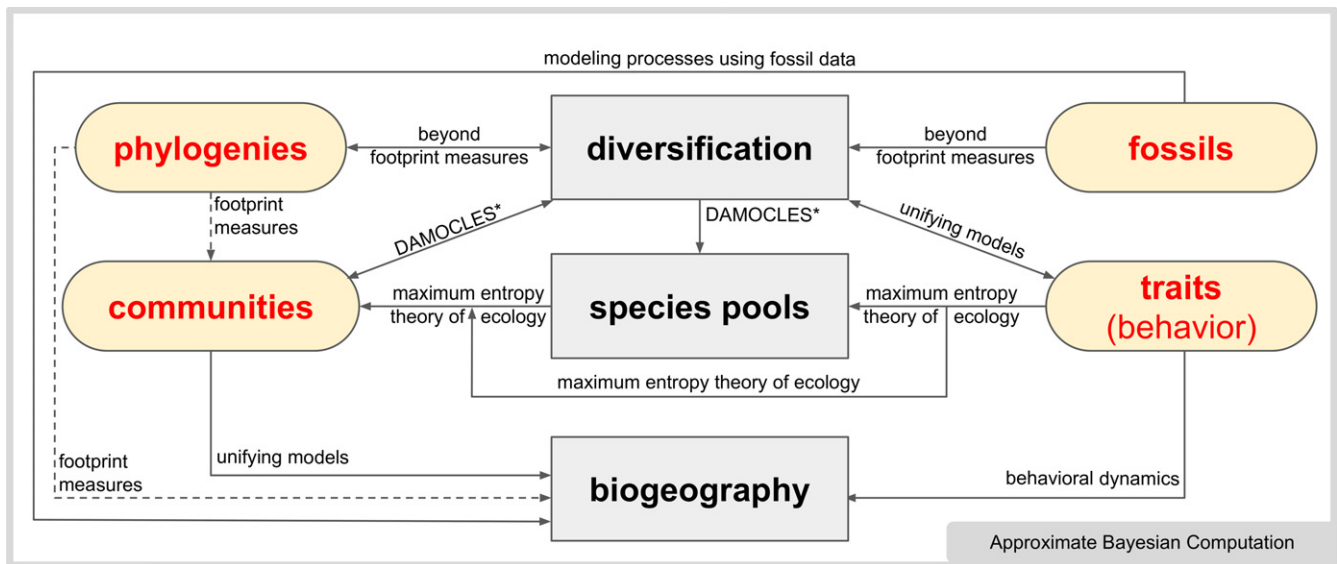 modeling processes using fossil data
phylogenies
beyond
footprint measures
diversification
beyond
footprint measures
fossils
footprint
measures
DAMOCLES*
DAMOCLES*
unifying models
communities
maximum entropy
theory of ecology
species pools
maximum entropy
theory of ecology
traits
(behavior)
maximum entropy theory of ecology
footprint
measures
unifying models
biogeography
behavioral dynamics
Approximate Bayesian Computation